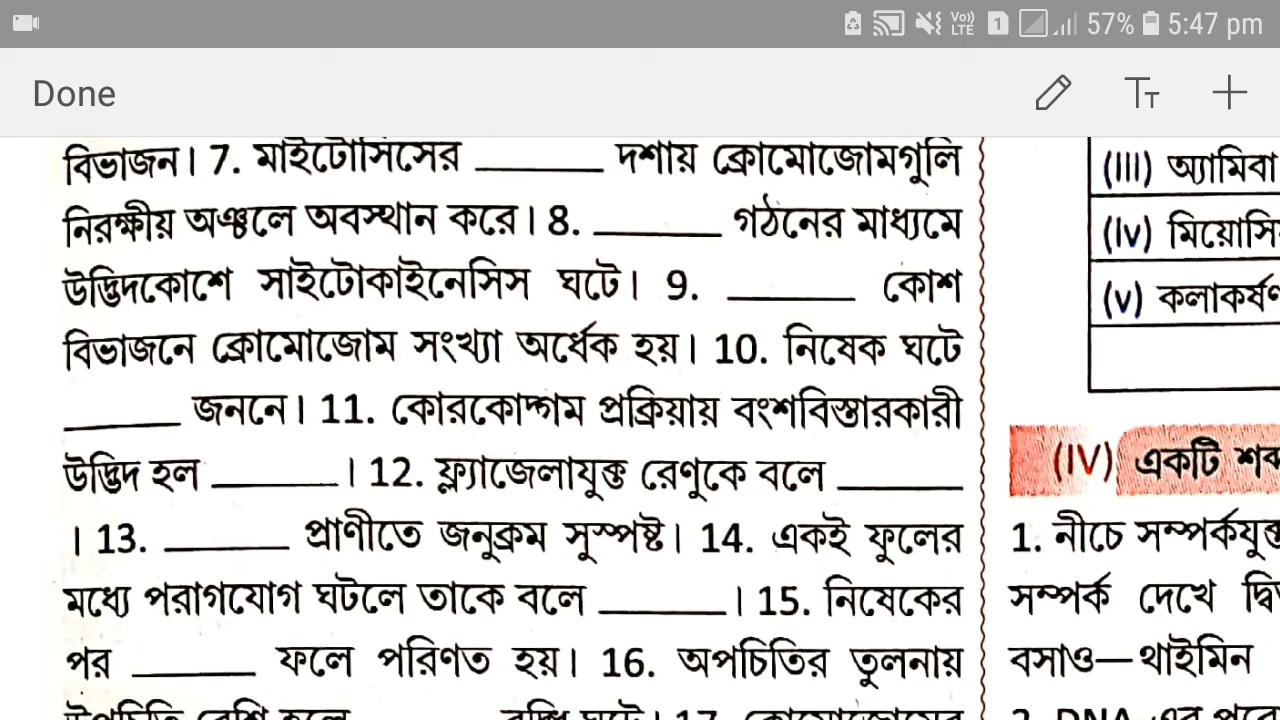 57% 5:47 pm
Done
বিভাজন। 7. মাইটোসিসের ______ দশায় ক্রোমোজোমগুলি
নিরক্ষীয় অঞ্চলে অবস্থান করে। 8. ______ গঠনের মাধ্যমে
উদ্ভিদকোশে সাইটোকাইনেসিস ঘটে। 9. ______ কোশ
বিভাজনে ক্রোমোজোম সংখ্যা অর্ধেক হয়। 10. নিষেক ঘটে
______ জননে। 11. কোরকোদ্গম প্রক্রিয়ায় বংশবিস্তারকারী
উদ্ভিদ হল ______। 12. ফ্ল্যাজেলাযুক্ত রেণুকে বলে ______
। 13. ______ প্রাণীতে জনুক্রম সুস্পষ্ট। 14. একই ফুলের
মধ্যে পরাগযোগ ঘটলে তাকে বলে ______। 15. নিষেকের
পর ______ ফলে পরিণত হয়। 16. অপচিতির তুলনায়
(iii) অ্যামিবা
(iv) মিয়োসি
(v) কলাকর্ষণ
(IV) একটি শব্দ
1. নীচে সম্পর্কযুক্ত
সম্পর্ক দেখে দ্বি
বসাও—থাইমিন